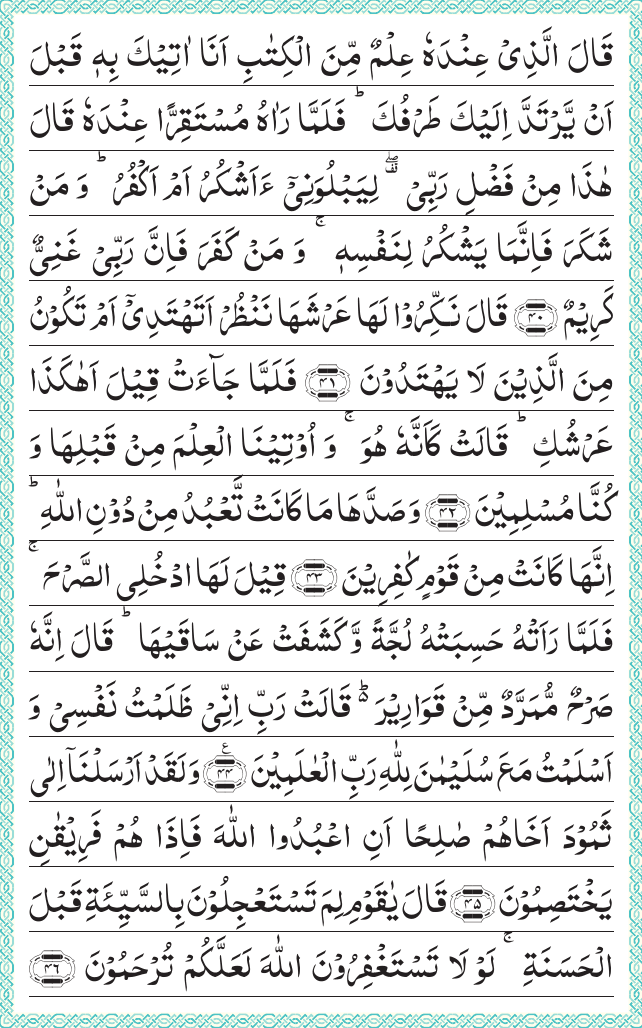 قَالَ الَّذِیۡ عِنۡدَہٗ عِلۡمٌ مِّنَ الۡکِتٰبِ اَنَا اٰتِیۡکَ بِہٖ قَبۡلَ
اَنۡ یَّرۡتَدَّ اِلَیۡکَ طَرۡفُکَ ؕ فَلَمَّا رَاٰہُ مُسۡتَقِرًّا عِنۡدَہٗ قَالَ
ہٰذَا مِنۡ فَضۡلِ رَبِّیۡ ۟ۖ لِیَبۡلُوَنِیۡۤ ءَاَشۡکُرُ اَمۡ اَکۡفُرُ ؕ وَ مَنۡ
شَکَرَ فَاِنَّمَا یَشۡکُرُ لِنَفۡسِہٖ ۚ وَ مَنۡ کَفَرَ فَاِنَّ رَبِّیۡ غَنِیٌّ
کَرِیۡمٌ ﴿۴۰﴾ قَالَ نَکِّرُوۡا لَہَا عَرۡشَہَا نَنۡظُرۡ اَتَہۡتَدِیۡۤ اَمۡ تَکُوۡنُ
مِنَ الَّذِیۡنَ لَا یَہۡتَدُوۡنَ ﴿۴۱﴾ فَلَمَّا جَآءَتۡ قِیۡلَ اَہٰکَذَا
عَرۡشُکِ ؕ قَالَتۡ کَاَنَّہٗ ہُوَ ۚ وَ اُوۡتِیۡنَا الۡعِلۡمَ مِنۡ قَبۡلِہَا وَ
کُنَّا مُسۡلِمِیۡنَ ﴿۴۲﴾ وَ صَدَّہَا مَا کَانَتۡ تَّعۡبُدُ مِنۡ دُوۡنِ اللّٰہِ ؕ
اِنَّہَا کَانَتۡ مِنۡ قَوۡمٍ کٰفِرِیۡنَ ﴿۴۳﴾ قِیۡلَ لَہَا ادۡخُلِی الصَّرۡحَ ۚ
فَلَمَّا رَاَتۡہُ حَسِبَتۡہُ لُجَّۃً وَّ کَشَفَتۡ عَنۡ سَاقَیۡہَا ؕ قَالَ اِنَّہٗ
صَرۡحٌ مُّمَرَّدٌ مِّنۡ قَوَارِیۡرَ ۬ؕ قَالَتۡ رَبِّ اِنِّیۡ ظَلَمۡتُ نَفۡسِیۡ وَ
اَسۡلَمۡتُ مَعَ سُلَیۡمٰنَ لِلّٰہِ رَبِّ الۡعٰلَمِیۡنَ ﴿٪۴۴﴾ وَ لَقَدۡ اَرۡسَلۡنَاۤ اِلٰی
ثَمُوۡدَ اَخَاہُمۡ صٰلِحًا اَنِ اعۡبُدُوا اللّٰہَ فَاِذَا ہُمۡ فَرِیۡقٰنِ
یَخۡتَصِمُوۡنَ ﴿۴۵﴾ قَالَ یٰقَوۡمِ لِمَ تَسۡتَعۡجِلُوۡنَ بِالسَّیِّئَۃِ قَبۡلَ
الۡحَسَنَۃِ ۚ لَوۡ لَا تَسۡتَغۡفِرُوۡنَ اللّٰہَ لَعَلَّکُمۡ تُرۡحَمُوۡنَ ﴿۴۶﴾